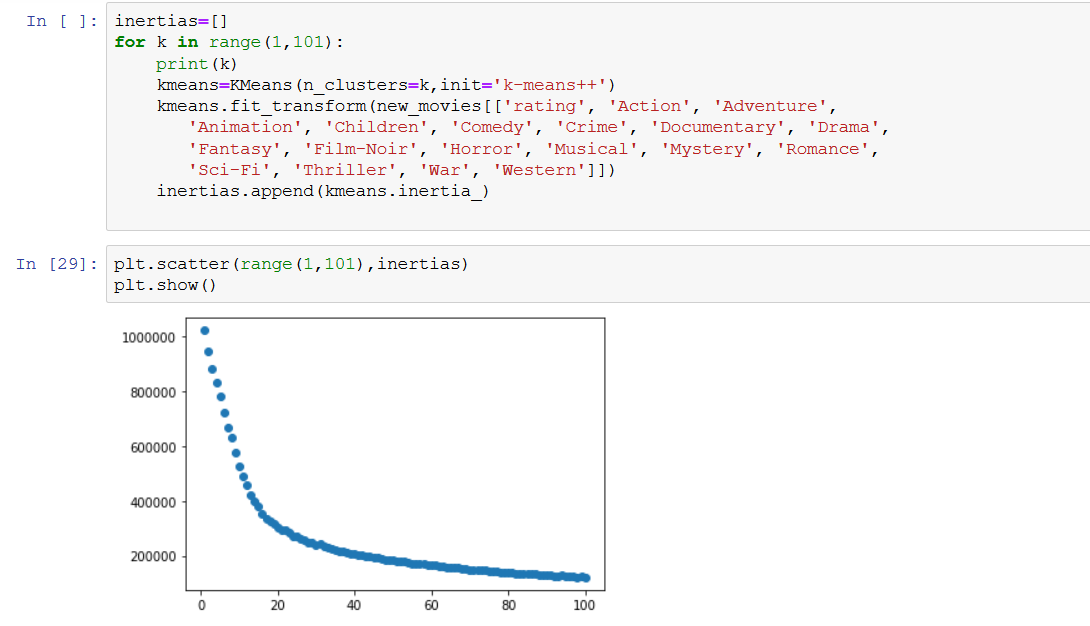 In [ ]: inertias=[]
for k in range(1,101):
    print(k)
    kmeans=KMeans(n_clusters=k,init='k-means++')
    kmeans.fit_transform(new_movies[['rating', 'Action', 'Adventure',
       'Animation', 'Children', 'Comedy', 'Crime', 'Documentary', 'Drama',
       'Fantasy', 'Film-Noir', 'Horror', 'Musical', 'Mystery', 'Romance',
       'Sci-Fi', 'Thriller', 'War', 'Western']])
    inertias.append(kmeans.inertia_)
In [29]: plt.scatter(range(1,101),inertias)
plt.show()
1000000
800000
600000
400000
200000
0 20 40 60 80 100